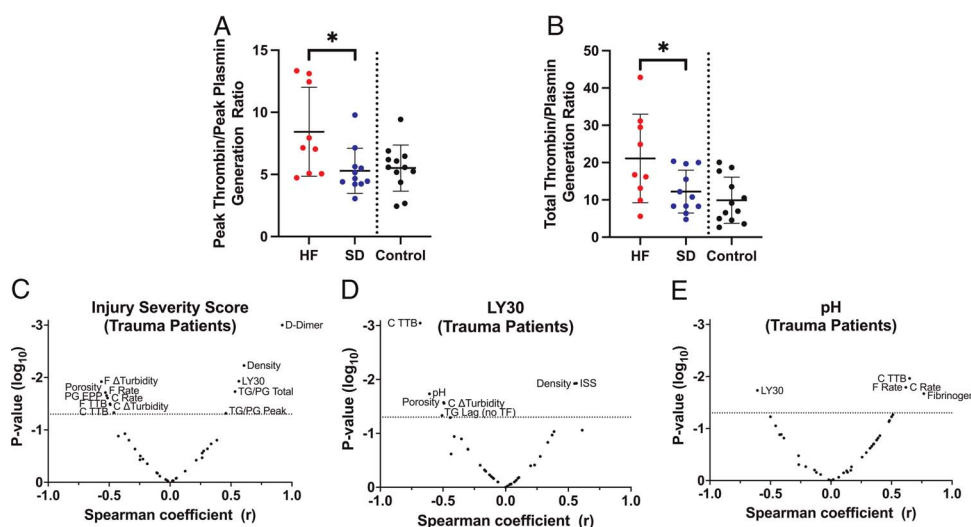 A
*
Peak Thrombin/Peak Plasmin
Generation Ratio
15
10
5
0
HF
SD
Control
B
*
Total Thrombin/Plasmin
Generation Ratio
50
40
30
20
10
0
HF
SD
Control
C
Injury Severity Score
(Trauma Patients)
P-value (log10)
-3
-2
-1
0
D-Dimer
Density
LY30
TG/PG Total
TG/PG Peak
F ΔTurbidity
Porosity
F Rate
PG EPP
C Rate
F TTB
C ΔTurbidity
C TTB
-1.0
-0.5
0.0
0.5
1.0
Spearman coefficient (r)
D
LY30
(Trauma Patients)
P-value (log10)
-3
-2
-1
0
C TTB
Density
ISS
pH
Porosity
C ΔTurbidity
TG Lag (no TF)
-1.0
-0.5
0.0
0.5
1.0
Spearman coefficient (r)
E
pH
(Trauma Patients)
P-value (log10)
-3
-2
-1
0
LY30
C TTB
F Rate
C Rate
Fibrinogen
-1.0
-0.5
0.0
0.5
1.0
Spearman coefficient (r)